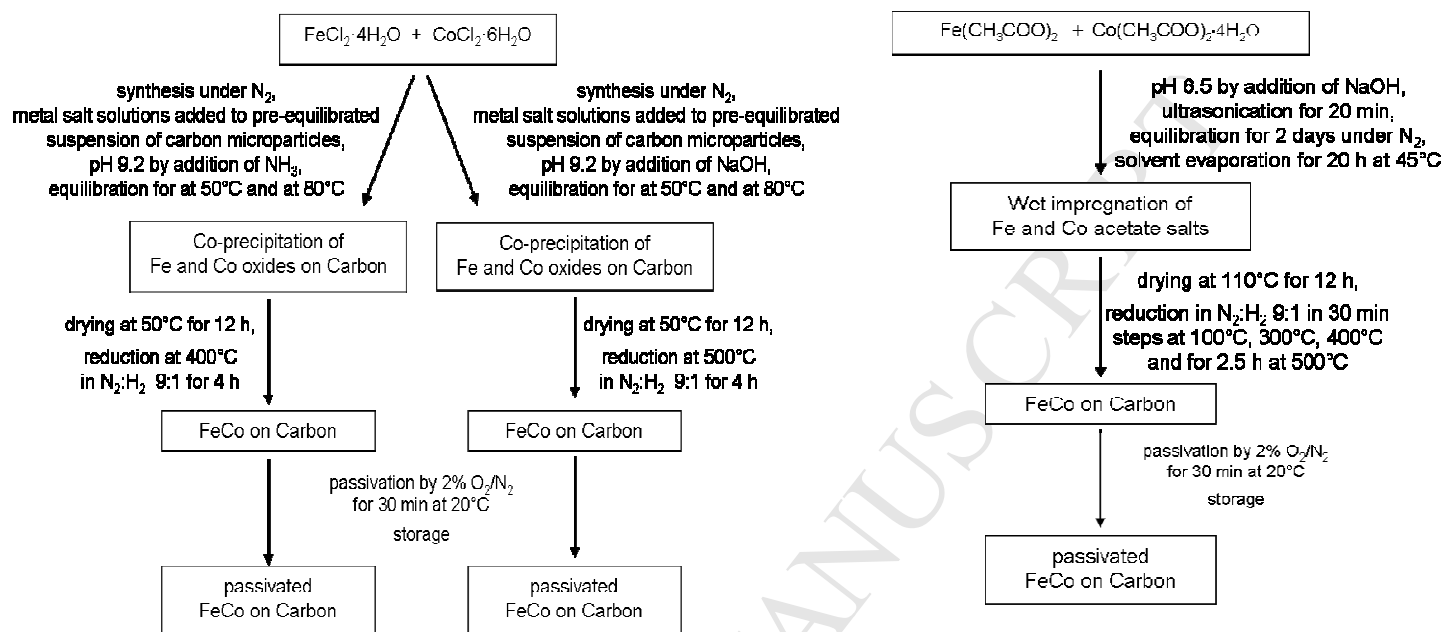 FeCl₂·4H₂O + CoCl₂·6H₂O
synthesis under N₂,
metal salt solutions added to pre-equilibrated
suspension of carbon microparticles,
pH 9.2 by addition of NH₃,
equilibration for at 50°C and at 80°C
synthesis under N₂,
metal salt solutions added to pre-equilibrated
suspension of carbon microparticles,
pH 9.2 by addition of NaOH,
equilibration for at 50°C and at 80°C
Co-precipitation of
Fe and Co oxides on Carbon
Co-precipitation of
Fe and Co oxides on Carbon
drying at 50°C for 12 h,
reduction at 400°C
in N₂:H₂ 9:1 for 4 h
drying at 50°C for 12 h,
reduction at 500°C
in N₂:H₂ 9:1 for 4 h
FeCo on Carbon
FeCo on Carbon
passivation by 2% O₂/N₂
for 30 min at 20°C
storage
passivated
FeCo on Carbon
passivated
FeCo on Carbon
Fe(CH₃COO)₂ + Co(CH₃COO)₂·4H₂O
pH 6.5 by addition of NaOH,
ultrasonication for 20 min,
equilibration for 2 days under N₂,
solvent evaporation for 20 h at 45°C
Wet impregnation of
Fe and Co acetate salts
drying at 110°C for 12 h,
reduction in N₂:H₂ 9:1 in 30 min
steps at 100°C, 300°C, 400°C
and for 2.5 h at 500°C
FeCo on Carbon
passivation by 2% O₂/N₂
for 30 min at 20°C
storage
passivated
FeCo on Carbon
ANUSCRIPT